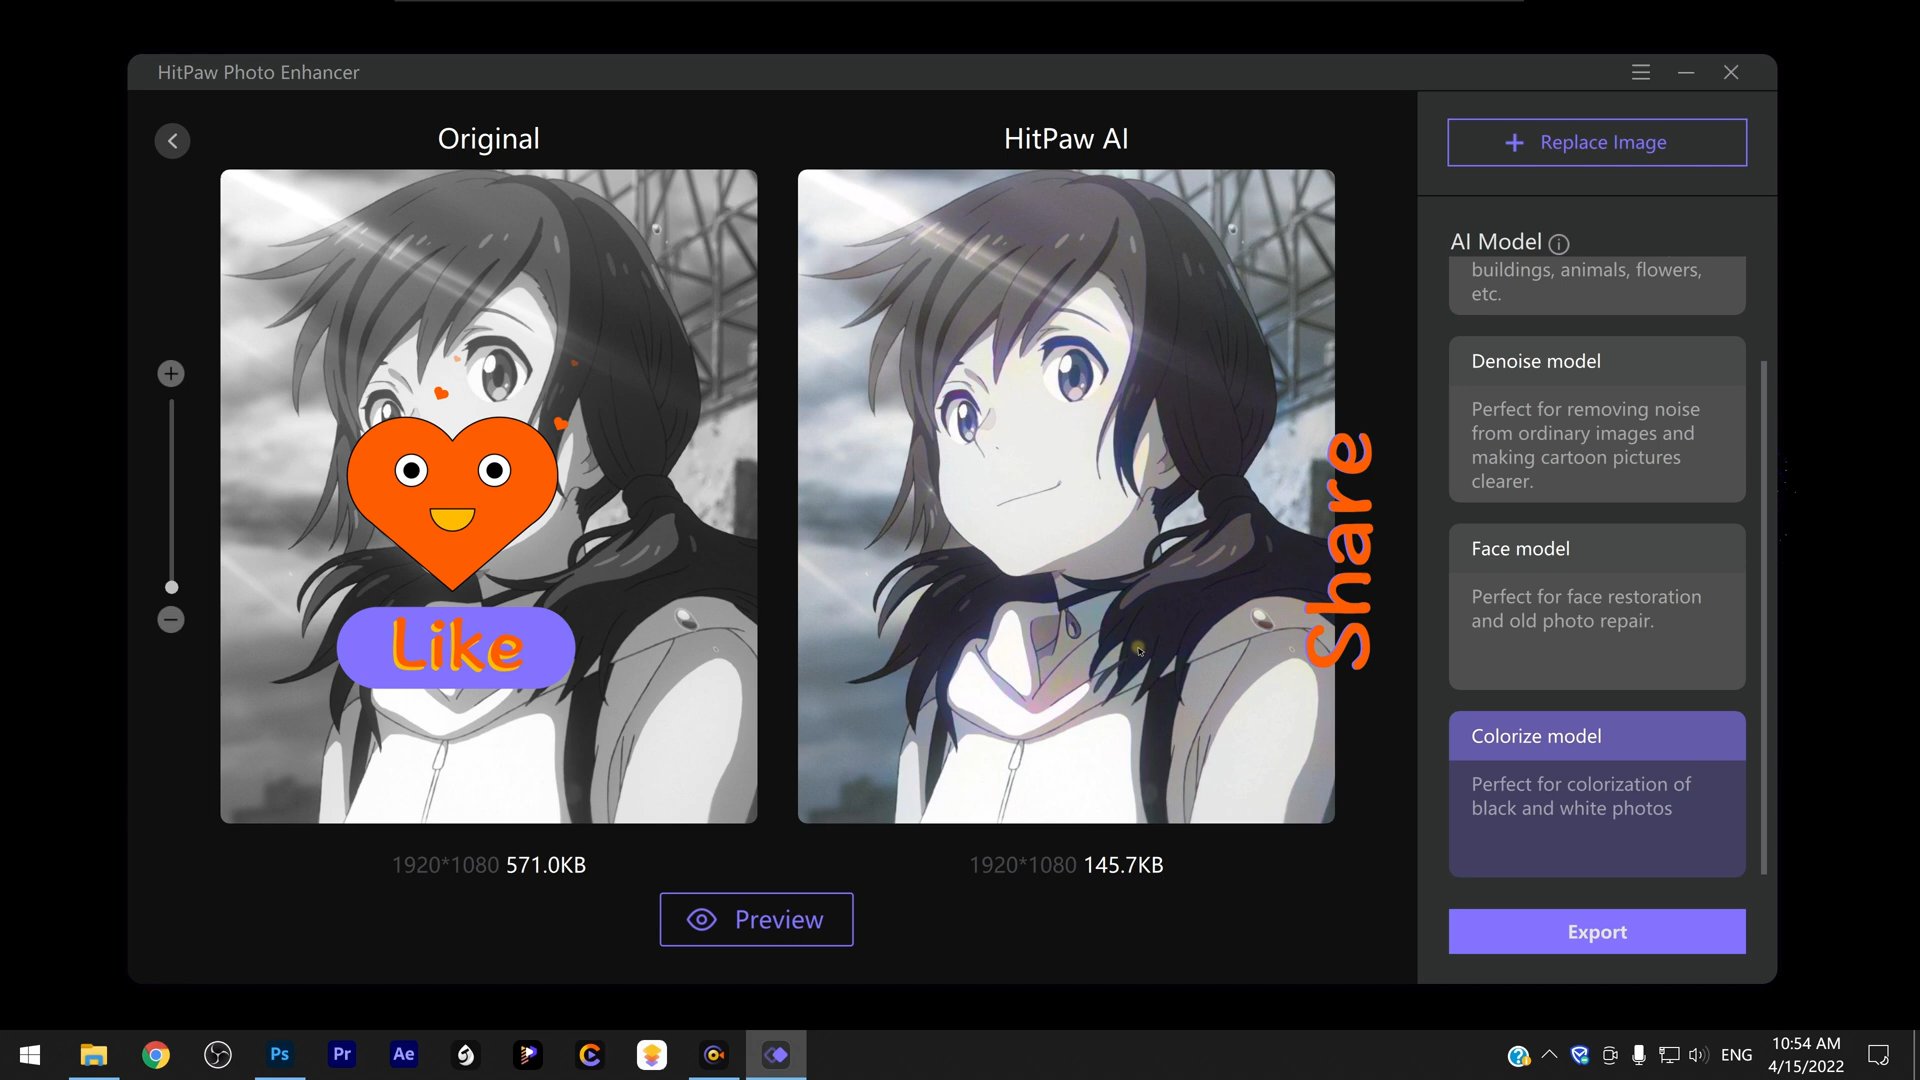 HitPaw Photo Enhancer
Original
HitPaw AI
Replace Image
AI Model
buildings, animals, flowers,
etc.
Denoise model
Perfect for removing noise
from ordinary images and
making cartoon pictures
clearer.
Face model
Perfect for face restoration
and old photo repair.
Colorize model
Perfect for colorization of
black and white photos
Like
Share
1920*1080 571.0KB
1920*1080 145.7KB
Preview
Export
Ps
Pr
Ae
ENG
10:54 AM
4/15/2022